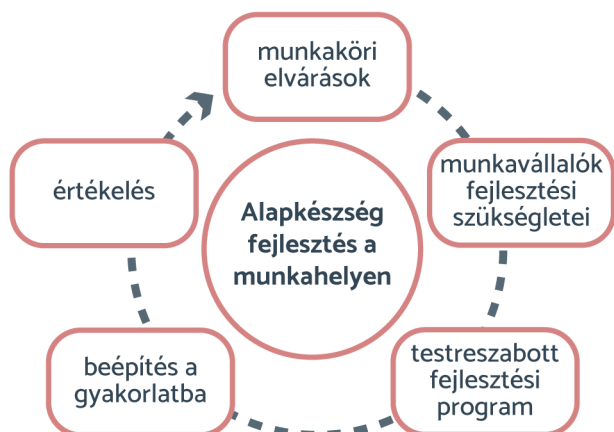 munkaköri
elvárások
munkavállalók
fejlesztési
szükségletei
testreszabott
fejlesztési
program
beépítés a
gyakorlatba
értékelés
Alapkészség
fejlesztés a
munkahelyen